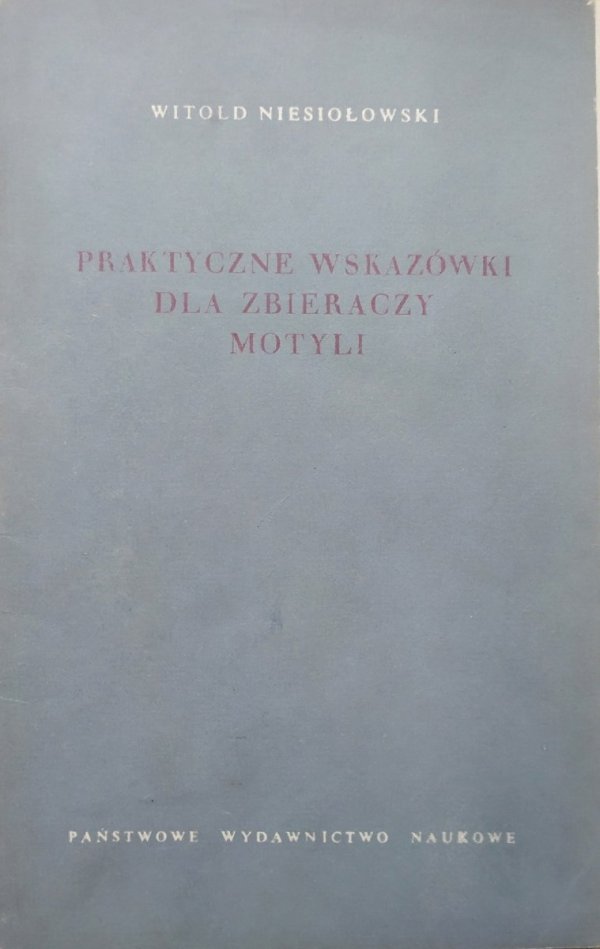 WITOLD NIESIOŁOWSKI
PRAKTYCZNE WSKAZÓWKI
DLA ZBIERACZY
MOTYLI
PAŃSTWOWE WYDAWNICTWO NAUKOWE